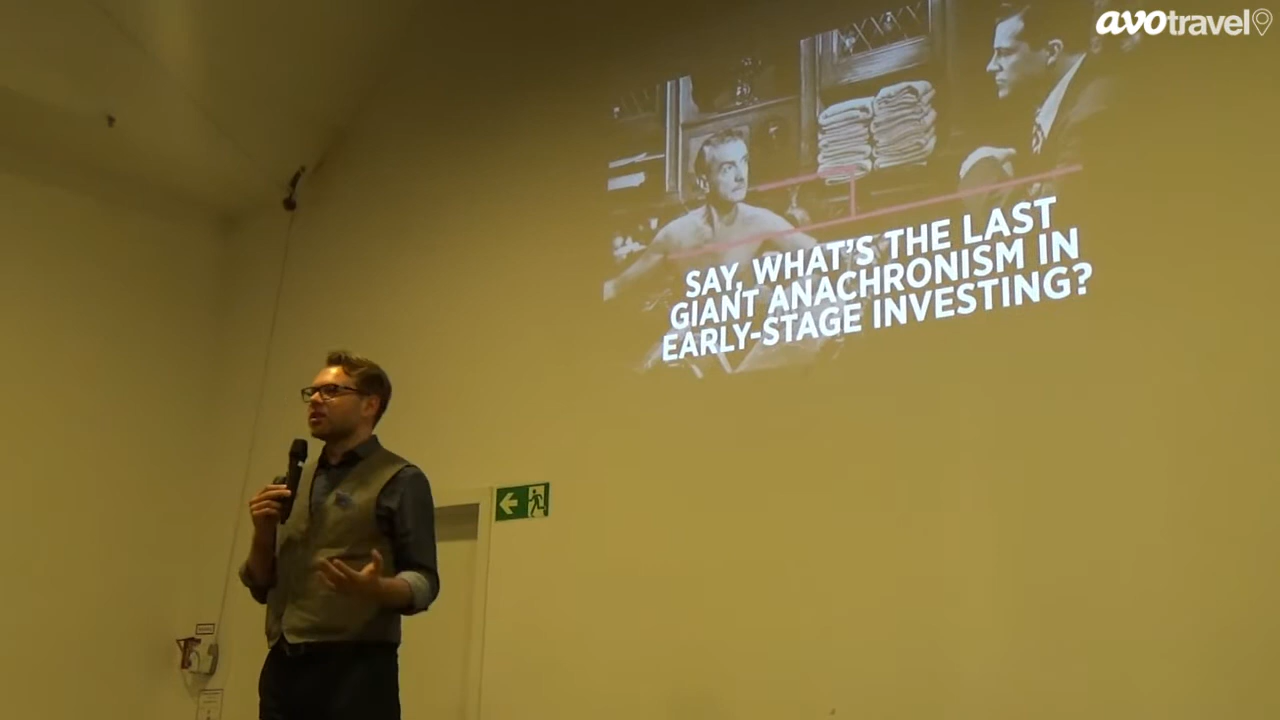 avotravel
SAY, WHAT'S THE LAST
GIANT ANACHRONISM IN
EARLY-STAGE INVESTING?